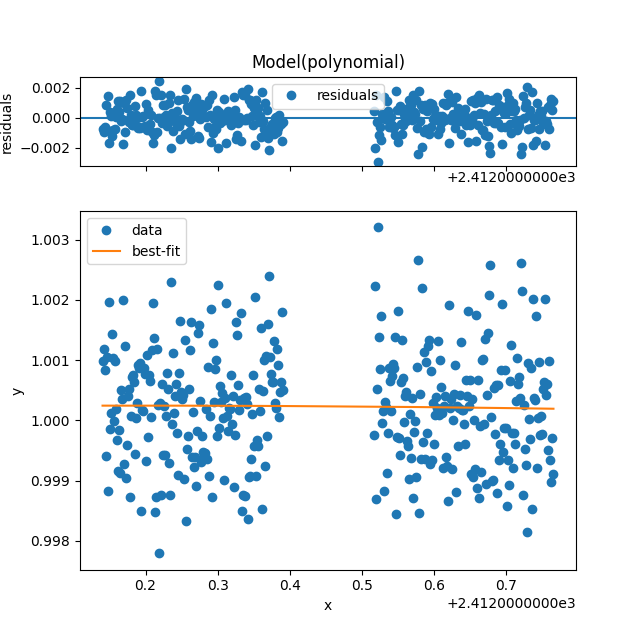 Model(polynomial)
residuals
0.002
0.000
−0.002
residuals
+2.4120000000e3
data
best-fit
y
1.003
1.002
1.001
1.000
0.999
0.998
0.2 0.3 0.4 0.5 0.6 0.7
x
+2.4120000000e3